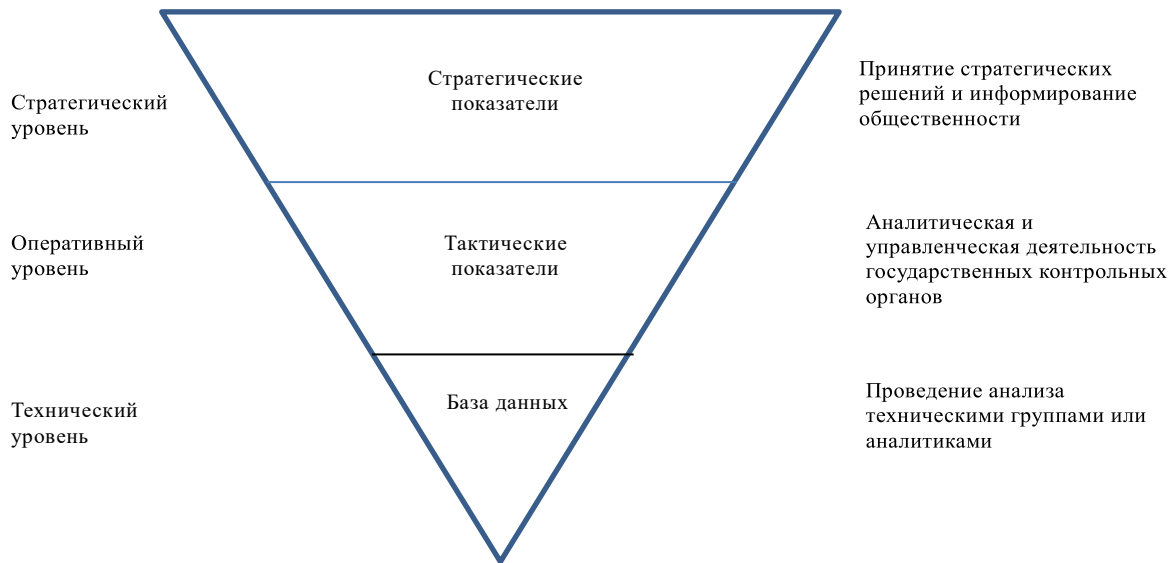 Стратегический
уровень
Стратегические
показатели
Принятие стратегических
решений и информирование
общественности
Оперативный
уровень
Тактические
показатели
Аналитическая и
управленческая деятельность
государственных контрольных
органов
Технический
уровень
База данных
Проведение анализа
техническими группами или
аналитиками